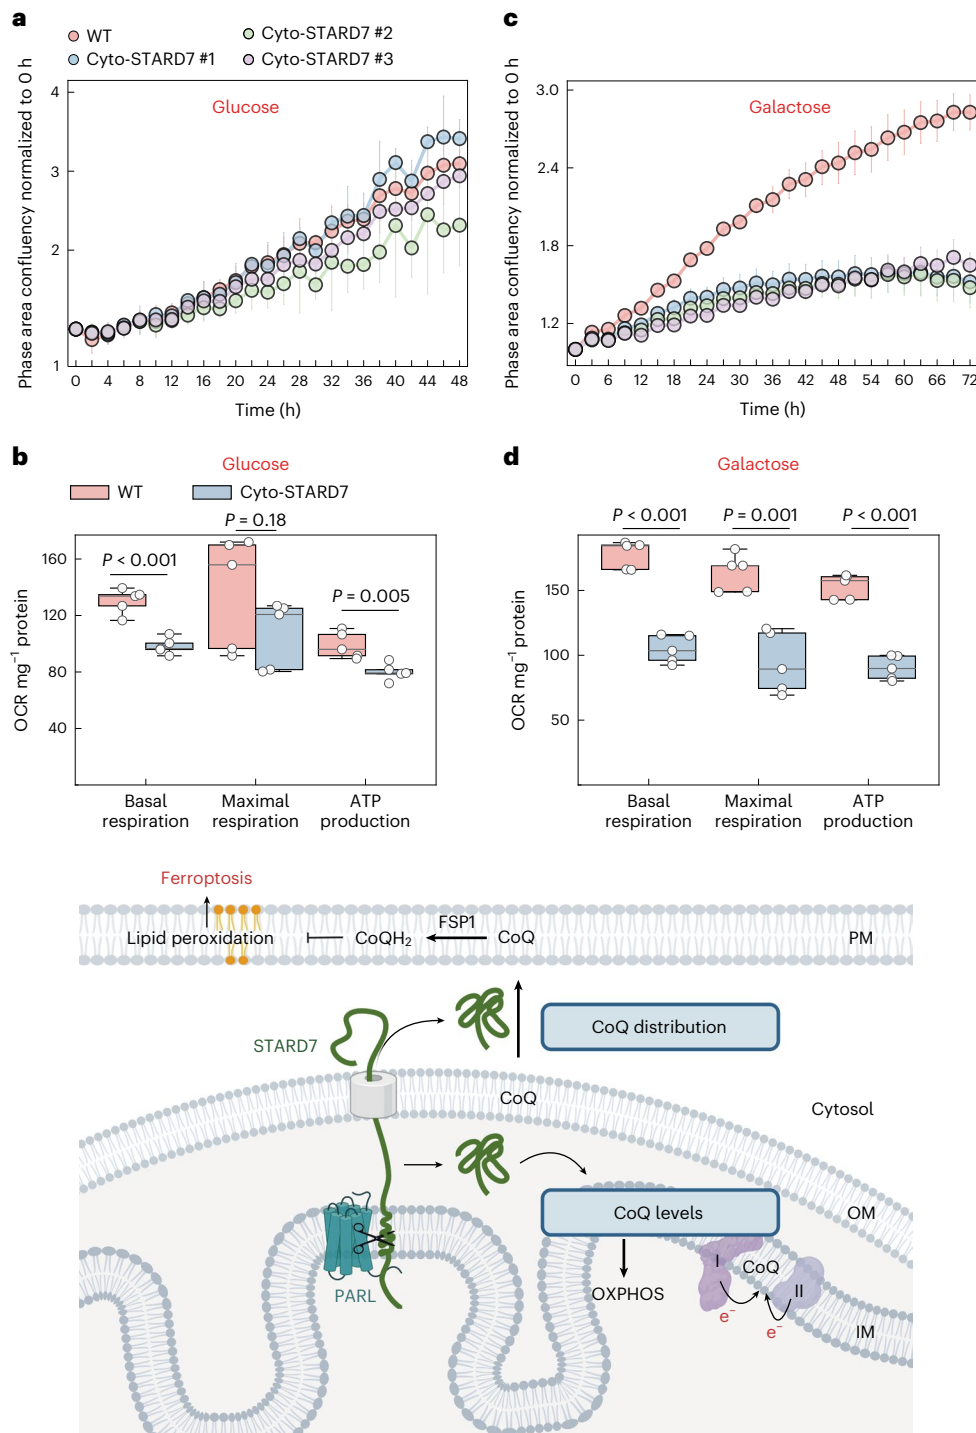 a
WT
Cyto-STARD7 #1
Cyto-STARD7 #2
Cyto-STARD7 #3
Phase area confluency normalized to 0 h
Glucose
4
3
2
1
0 4 8 12 16 20 24 28 32 36 40 44 48
Time (h)
c
Phase area confluency normalized to 0 h
Galactose
3.0
2.4
1.8
1.2
0 6 12 18 24 30 36 42 48 54 60 66 72
Time (h)
b
Glucose
WT
Cyto-STARD7
P < 0.001
P = 0.18
P = 0.005
OCR mg⁻¹ protein
160
120
80
40
Basal
respiration
Maximal
respiration
ATP
production
d
Galactose
P < 0.001
P = 0.001
P < 0.001
OCR mg⁻¹ protein
150
100
50
Basal
respiration
Maximal
respiration
ATP
production
Ferroptosis
Lipid peroxidation
CoQH₂
FSP1
CoQ
PM
STARD7
CoQ distribution
CoQ
Cytosol
CoQ levels
OM
PARL
OXPHOS
I
CoQ
II
e⁻
e⁻
IM